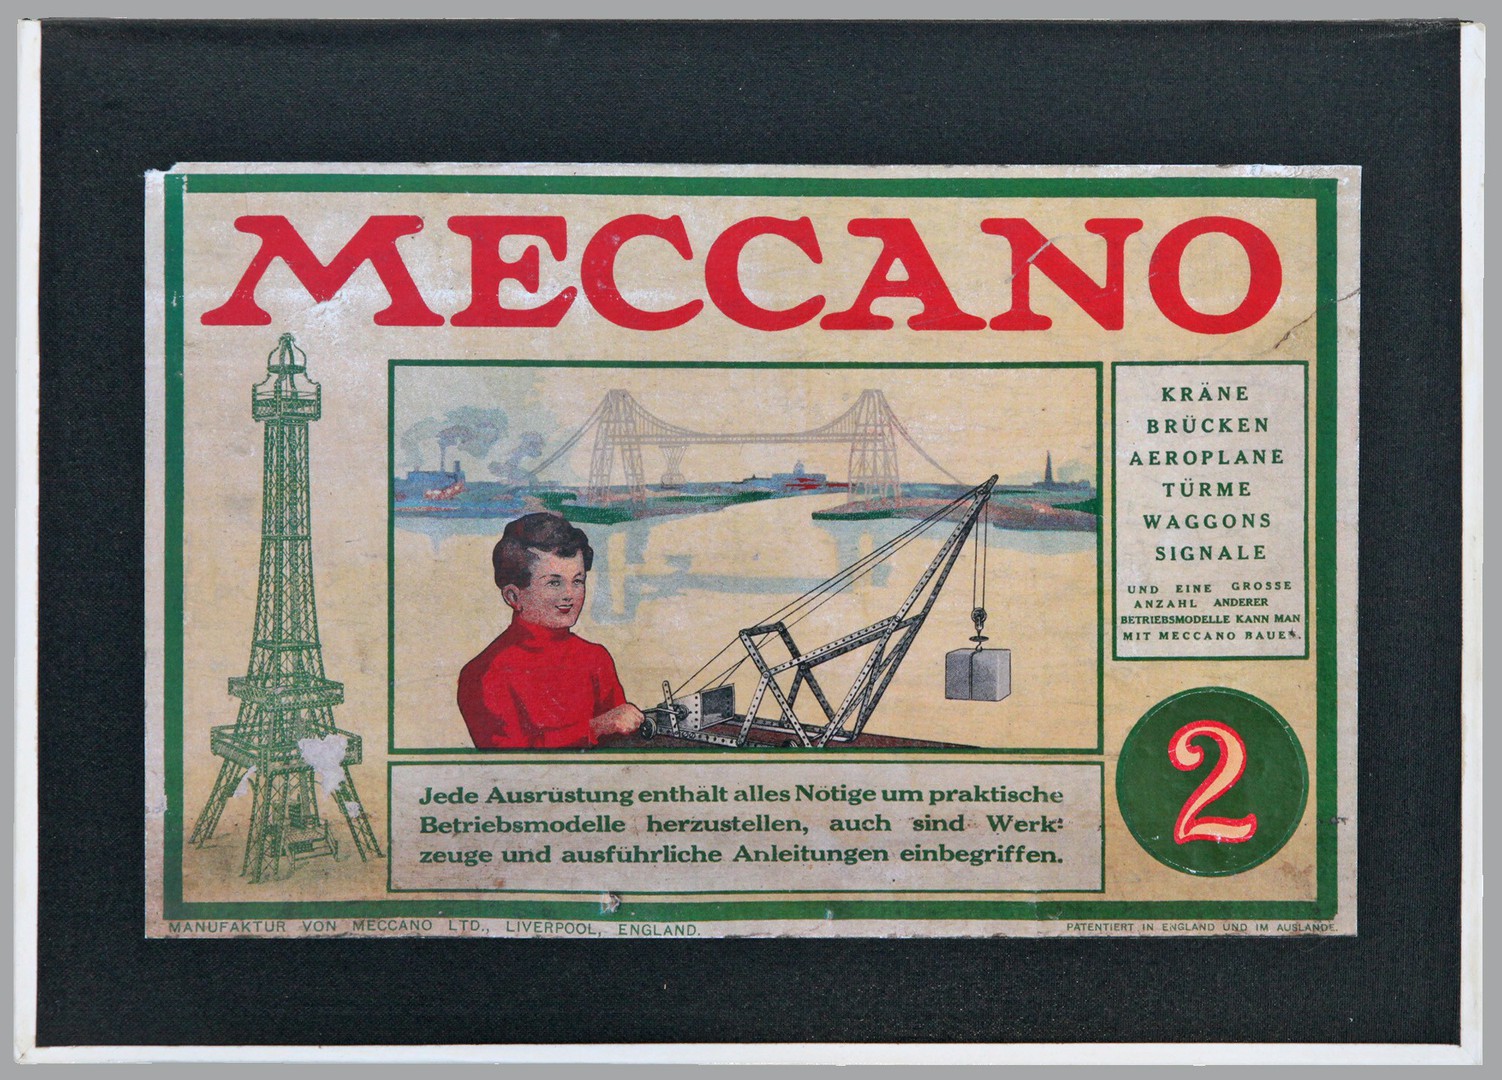 MECCANO
KRÄNE
BRÜCKEN
AEROPLANE
TÜRME
WAGGONS
SIGNALE
UND EINE GROSSE
ANZAHL ANDERER
BETRIEBSMODELLE KANN MAN
MIT MECCANO BAUEN.
2
Jede Ausrüstung enthält alles Nötige um praktische
Betriebsmodelle herzustellen, auch sind Werk=
zeuge und ausführliche Anleitungen einbegriffen.
MANUFAKTUR VON MECCANO LTD., LIVERPOOL, ENGLAND.
PATENTIERT IN ENGLAND UND IM AUSLANDE.